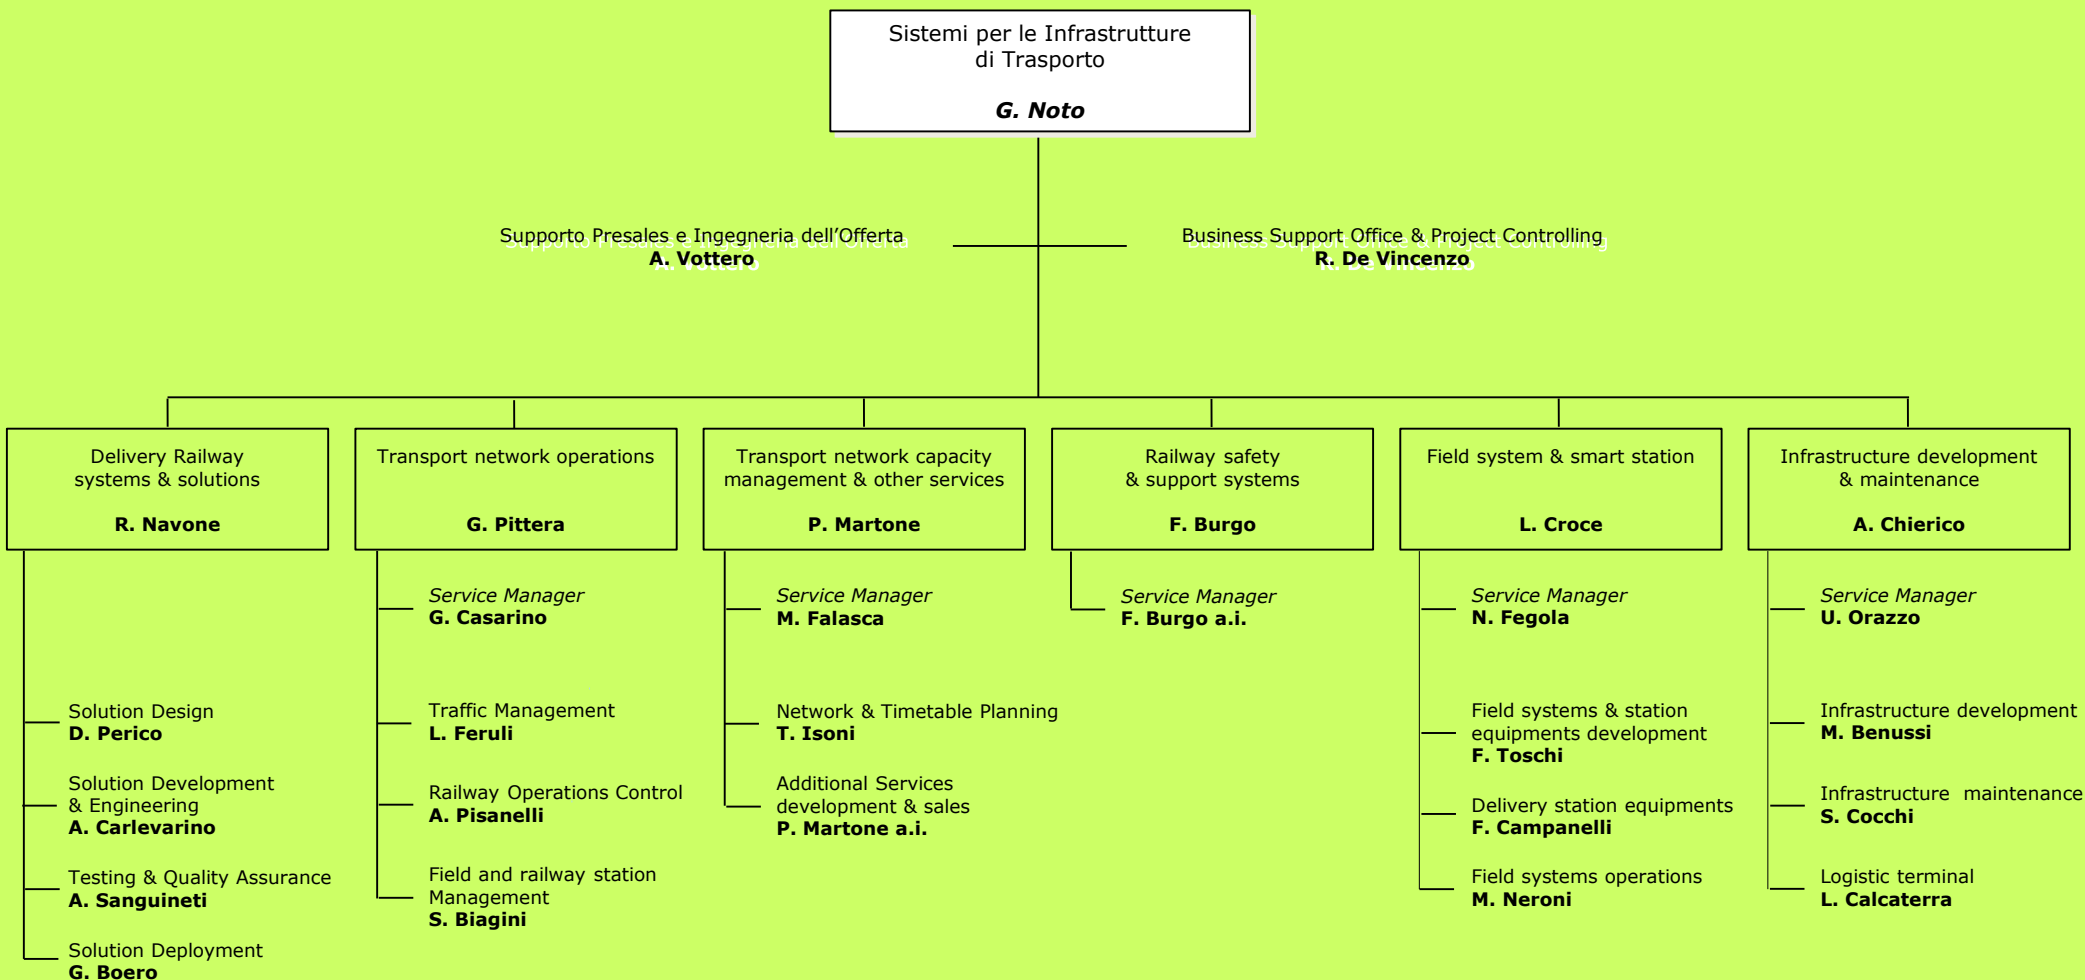 Sistemi per le Infrastrutture
di Trasporto
G. Noto
Supporto Presales e Ingegneria dell'Offerta
A. Vottero
Business Support Office & Project Controlling
R. De Vincenzo
Delivery Railway
systems & solutions
R. Navone
Transport network operations
G. Pittera
Transport network capacity
management & other services
P. Martone
Railway safety
& support systems
F. Burgo
Field system & smart station
L. Croce
Infrastructure development
& maintenance
A. Chierico
Solution Design
D. Perico
Solution Development
& Engineering
A. Carlevarino
Testing & Quality Assurance
A. Sanguineti
Solution Deployment
G. Boero
Service Manager
G. Casarino
Traffic Management
L. Feruli
Railway Operations Control
A. Pisanelli
Field and railway station
Management
S. Biagini
Service Manager
M. Falasca
Network & Timetable Planning
T. Isoni
Additional Services
development & sales
P. Martone a.i.
Service Manager
F. Burgo a.i.
Service Manager
N. Fegola
Field systems & station
equipments development
F. Toschi
Delivery station equipments
F. Campanelli
Field systems operations
M. Neroni
Service Manager
U. Orazzo
Infrastructure development
M. Benussi
Infrastructure maintenance
S. Cocchi
Logistic terminal
L. Calcaterra